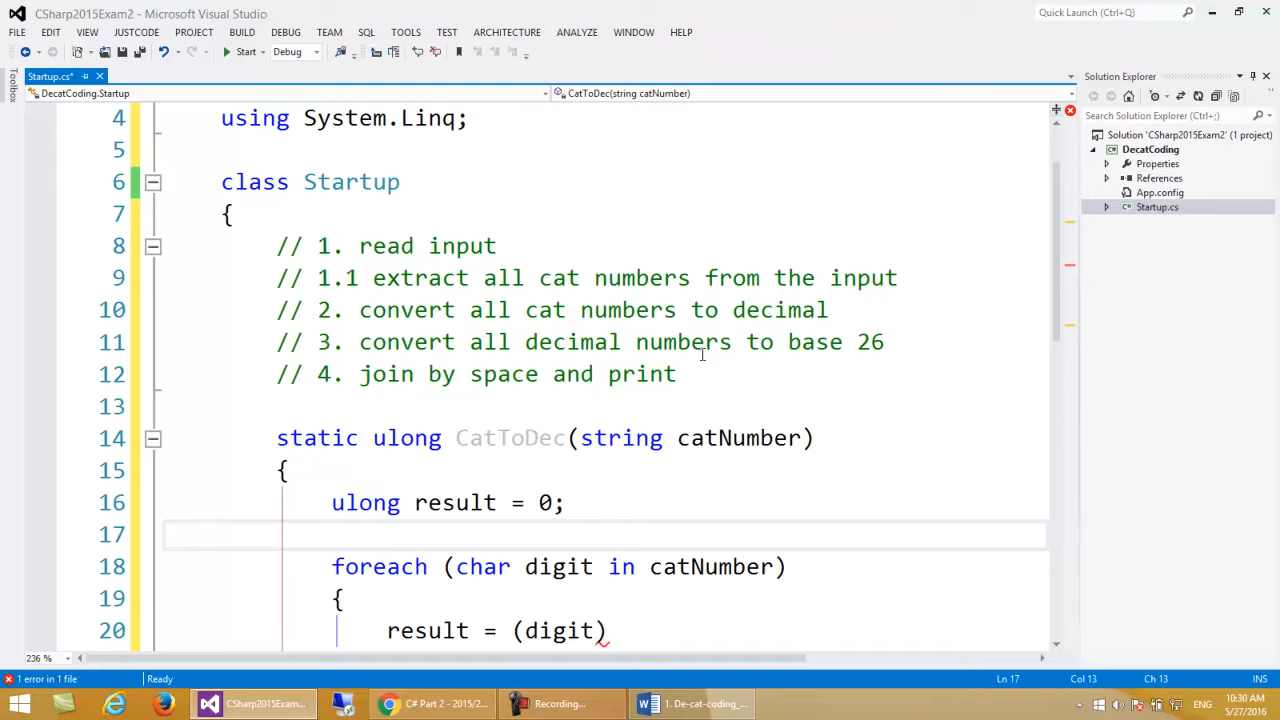 CSharp2015Exam2 - Microsoft Visual Studio
Quick Launch (Ctrl+Q)
FILE EDIT VIEW JUSTCODE PROJECT BUILD DEBUG TEAM SQL TOOLS TEST ARCHITECTURE ANALYZE WINDOW HELP
Start Debug
Toolbox
Startup.cs*
Solution Explorer
DecatCoding.Startup
CatToDec(string catNumber)
Search Solution Explorer (Ctrl+;)
Solution 'CSharp2015Exam2' (1 project)
DecatCoding
Properties
References
App.config
Startup.cs
4 using System.Linq;
5
6 class Startup
7 {
8 // 1. read input
9 // 1.1 extract all cat numbers from the input
10 // 2. convert all cat numbers to decimal
11 // 3. convert all decimal numbers to base 26
12 // 4. join by space and print
13
14 static ulong CatToDec(string catNumber)
15 {
16 ulong result = 0;
17
18 foreach (char digit in catNumber)
19 {
20 result = (digit)
236 %
1 error in 1 file
Ready
Ln 17
Col 13
Ch 13
INS
CSharp2015Exam...
C# Part 2 - 2015/2...
Recording...
1. De-cat-coding_...
10:30 AM
5/27/2016